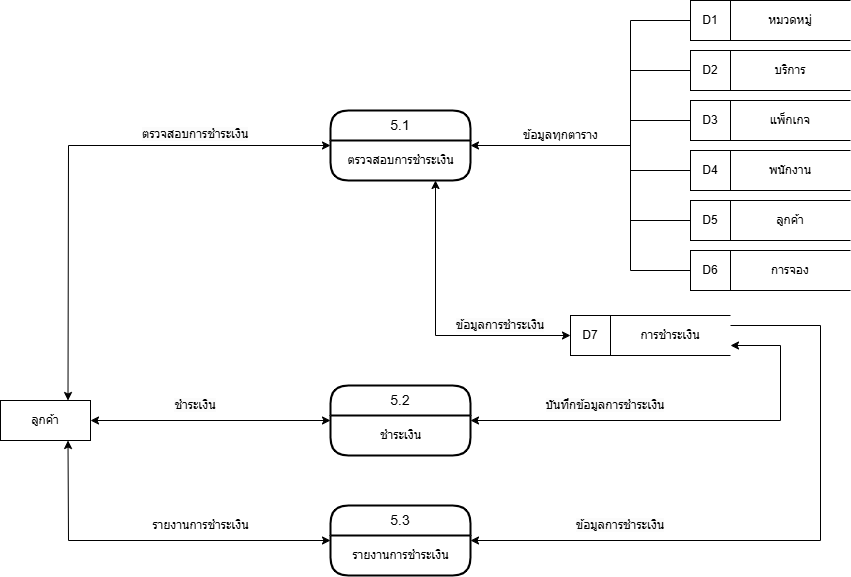 D1 หมวดหมู่
D2 บริการ
D3 แพ็กเกจ
D4 พนักงาน
D5 ลูกค้า
D6 การจอง
ตรวจสอบการชำระเงิน
5.1
ตรวจสอบการชำระเงิน
ข้อมูลทุกตาราง
ข้อมูลการชำระเงิน
D7 การชำระเงิน
ลูกค้า
ชำระเงิน
5.2
ชำระเงิน
บันทึกข้อมูลการชำระเงิน
รายงานการชำระเงิน
5.3
รายงานการชำระเงิน
ข้อมูลการชำระเงิน